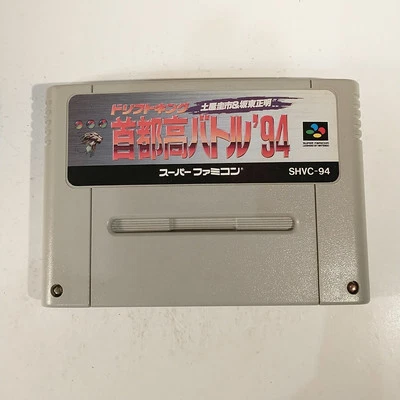 ドリフトキング 土屋圭市&坂東正明
首都高バトル'94
スーパーファミコン SHVC-94